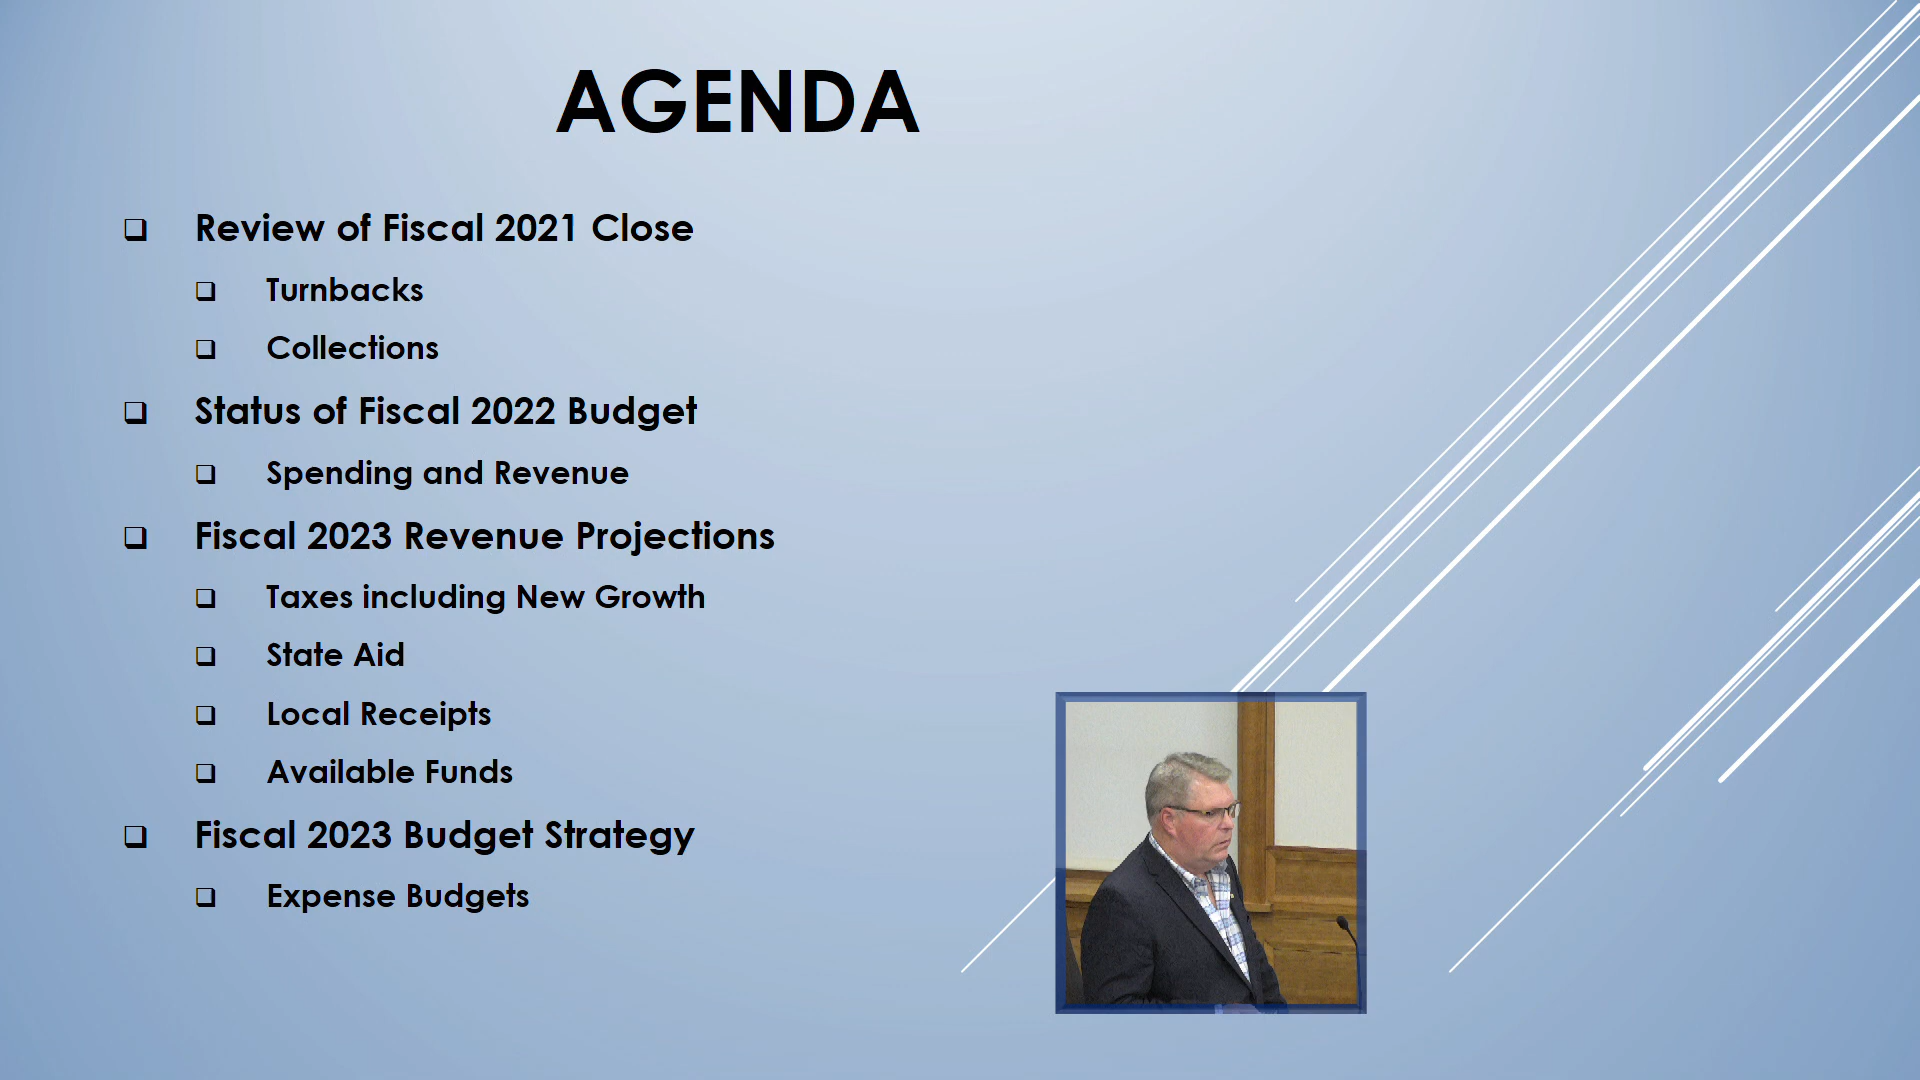 AGENDA
Review of Fiscal 2021 Close
Turnbacks
Collections
Status of Fiscal 2022 Budget
Spending and Revenue
Fiscal 2023 Revenue Projections
Taxes including New Growth
State Aid
Local Receipts
Available Funds
Fiscal 2023 Budget Strategy
Expense Budgets